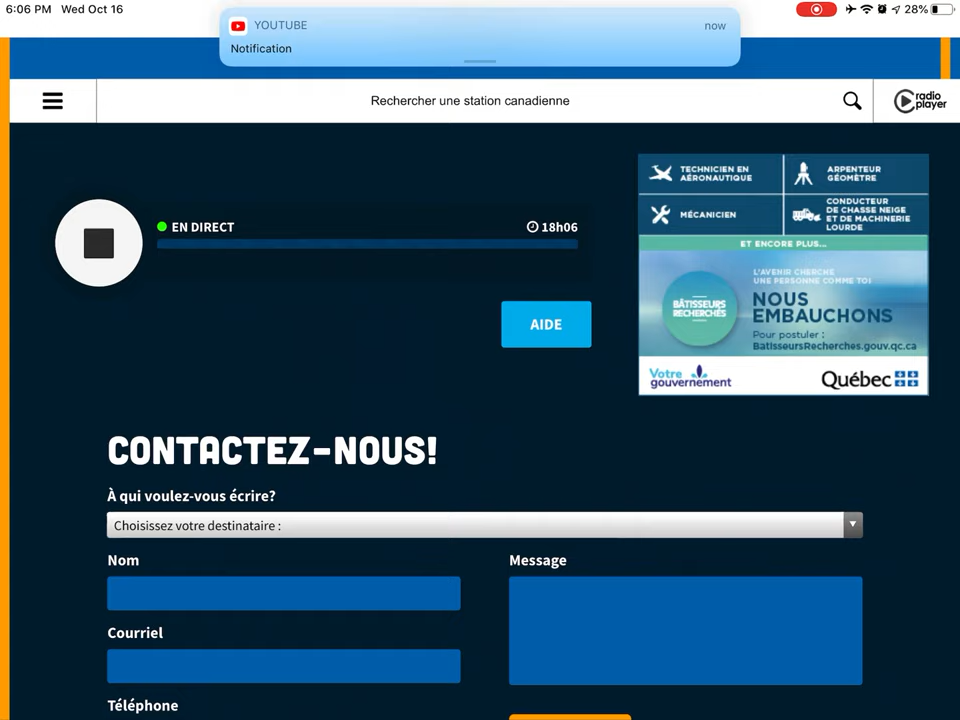 6:06 PM Wed Oct 16
28%
YOUTUBE
now
Notification
Rechercher une station canadienne
radio
player
EN DIRECT
18h06
AIDE
TECHNICIEN EN
AÉRONAUTIQUE
ARPENTEUR
GÉOMÈTRE
MÉCANICIEN
CONDUCTEUR
DE CHASSE NEIGE
ET DE MACHINERIE
LOURDE
ET ENCORE PLUS...
BÂTISSEURS
RECHERCHÉS
L'AVENIR CHERCHE
UNE PERSONNE COMME TOI
NOUS
EMBAUCHONS
Pour postuler :
BatisseursRecherches.gouv.qc.ca
Votre
gouvernement
Québec
CONTACTEZ-NOUS!
À qui voulez-vous écrire?
Choisissez votre destinataire :
Nom
Message
Courriel
Téléphone